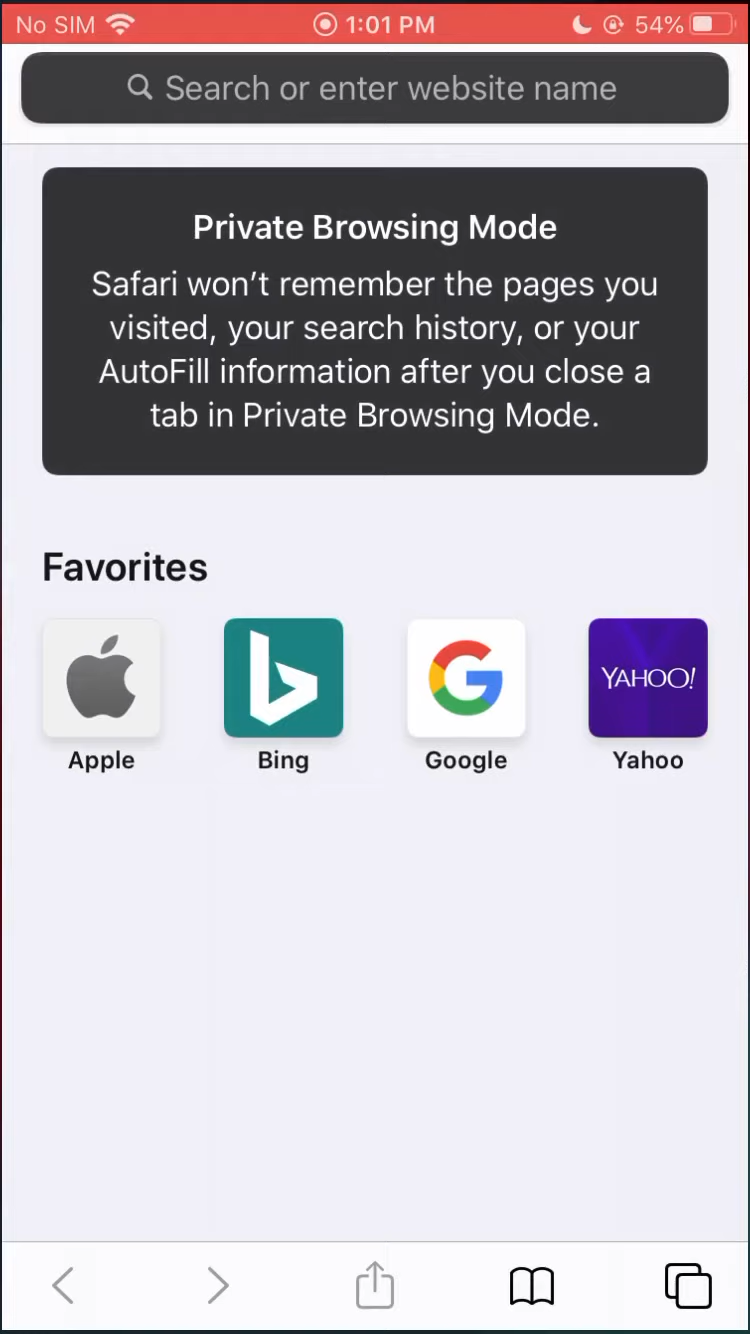 No SIM 1:01 PM 54%
Search or enter website name
Private Browsing Mode
Safari won’t remember the pages you
visited, your search history, or your
AutoFill information after you close a
tab in Private Browsing Mode.
Favorites
YAHOO!
Apple Bing Google Yahoo